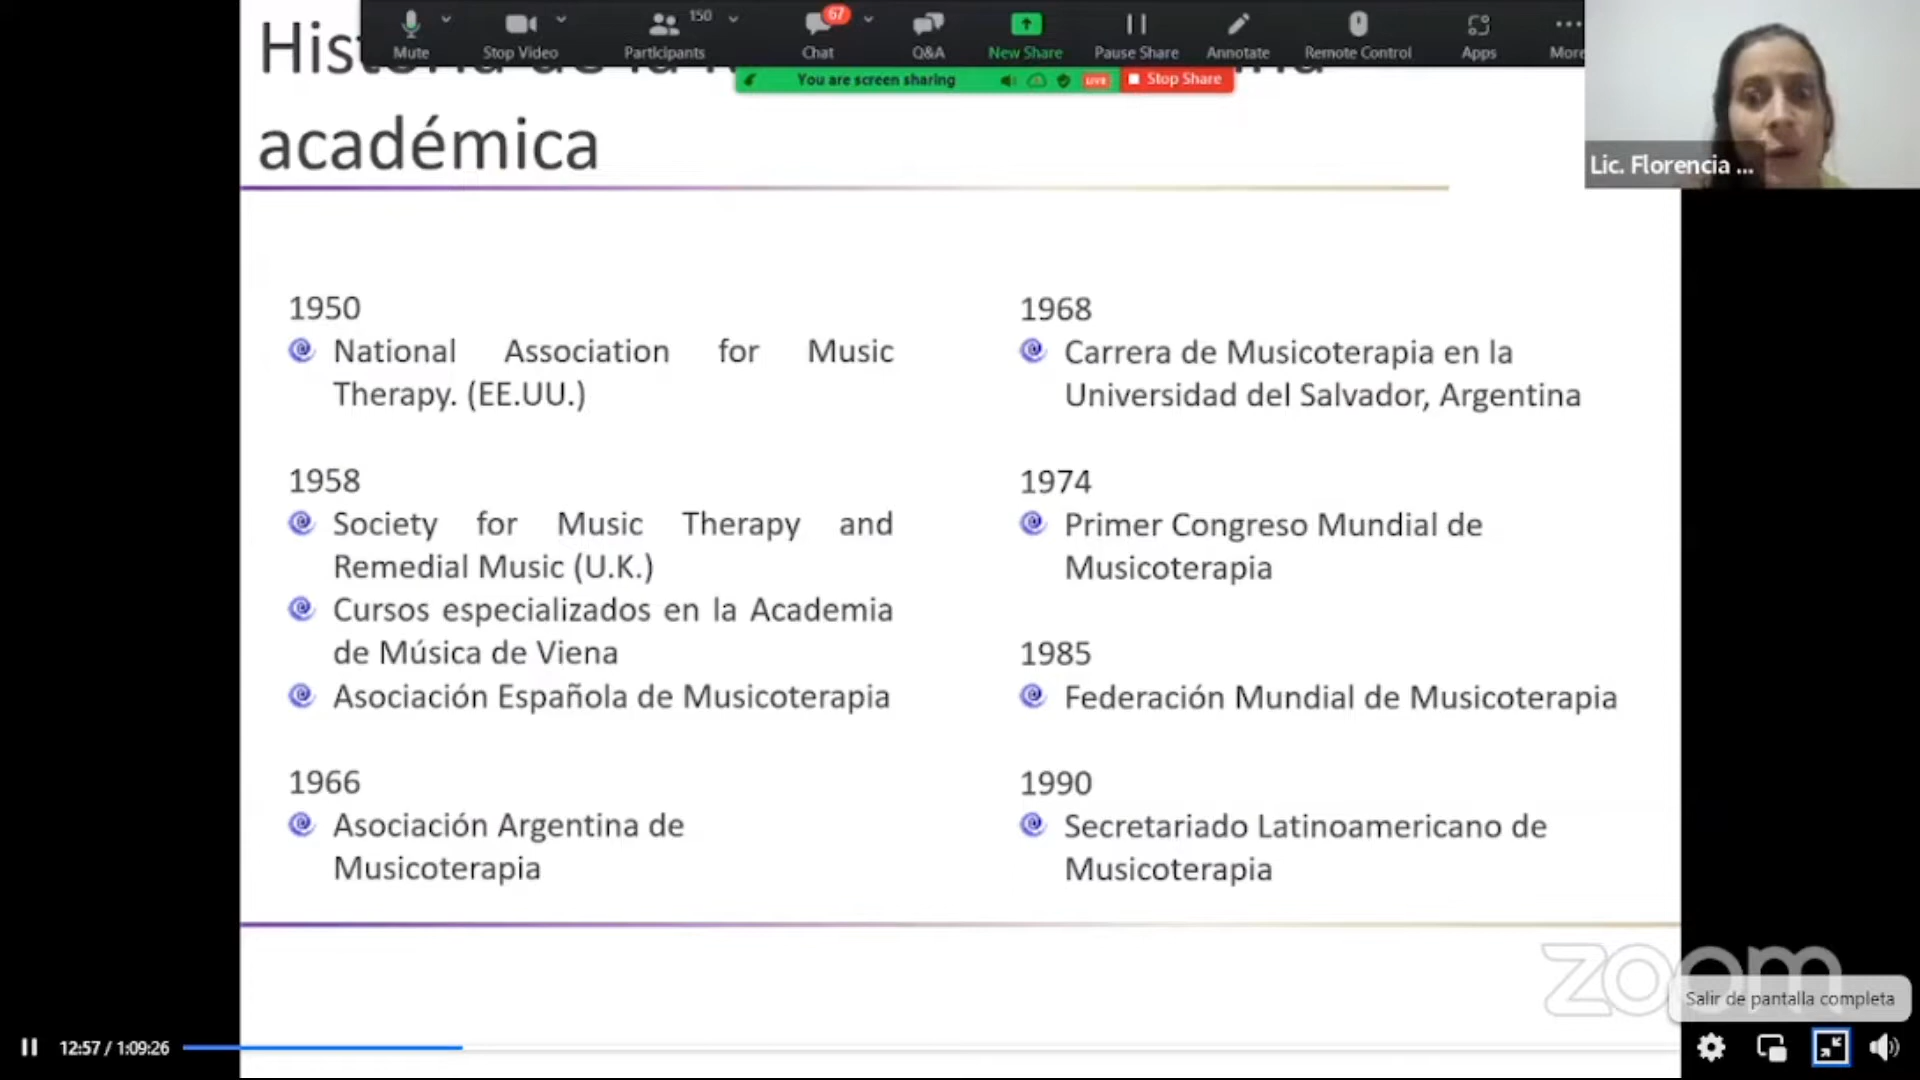 150
67
Mute
Stop Video
Participants
Chat
Q&A
New Share
Pause Share
Annotate
Remote Control
Apps
More
You are screen sharing
LIVE
Stop Share
Lic. Florencia ...
de la
académica
1950
National Association for Music
Therapy. (EE.UU.)
1958
Society for Music Therapy and
Remedial Music (U.K.)
Cursos especializados en la Academia
de Música de Viena
Asociación Española de Musicoterapia
1966
Asociación Argentina de
Musicoterapia
1968
Carrera de Musicoterapia en la
Universidad del Salvador, Argentina
1974
Primer Congreso Mundial de
Musicoterapia
1985
Federación Mundial de Musicoterapia
1990
Secretariado Latinoamericano de
Musicoterapia
zoom
Salir de pantalla completa
12:57 / 1:09:26